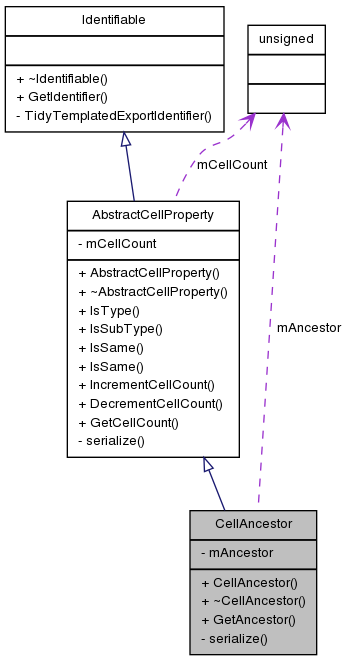 Identifiable
+ ~Identifiable()
+ GetIdentifier()
- TidyTemplatedExportIdentifier()
unsigned
mCellCount
AbstractCellProperty
- mCellCount
+ AbstractCellProperty()
+ ~AbstractCellProperty()
+ IsType()
+ IsSubType()
+ IsSame()
+ IsSame()
+ IncrementCellCount()
+ DecrementCellCount()
+ GetCellCount()
- serialize()
mAncestor
CellAncestor
- mAncestor
+ CellAncestor()
+ ~CellAncestor()
+ GetAncestor()
- serialize()